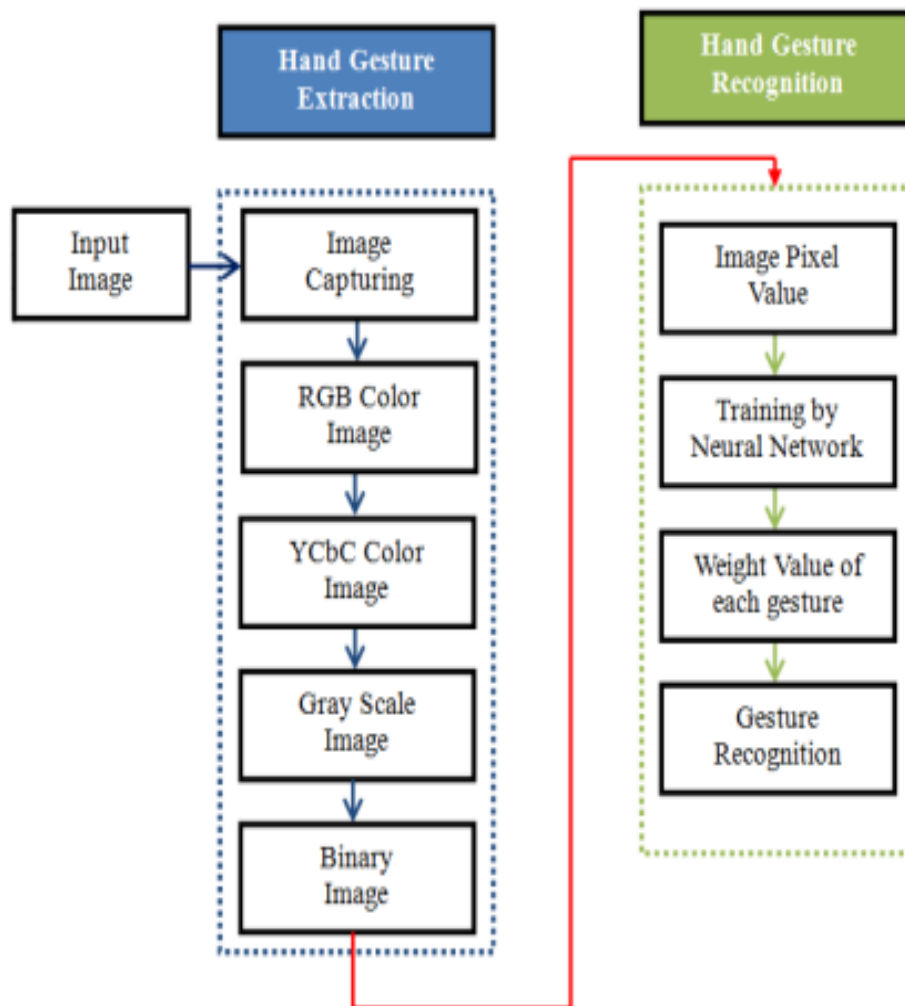 Hand Gesture
Extraction
Hand Gesture
Recognition
Input
Image
Image
Capturing
RGB Color
Image
YCbC Color
Image
Gray Scale
Image
Binary
Image
Image Pixel
Value
Training by
Neural Network
Weight Value of
each gesture
Gesture
Recognition